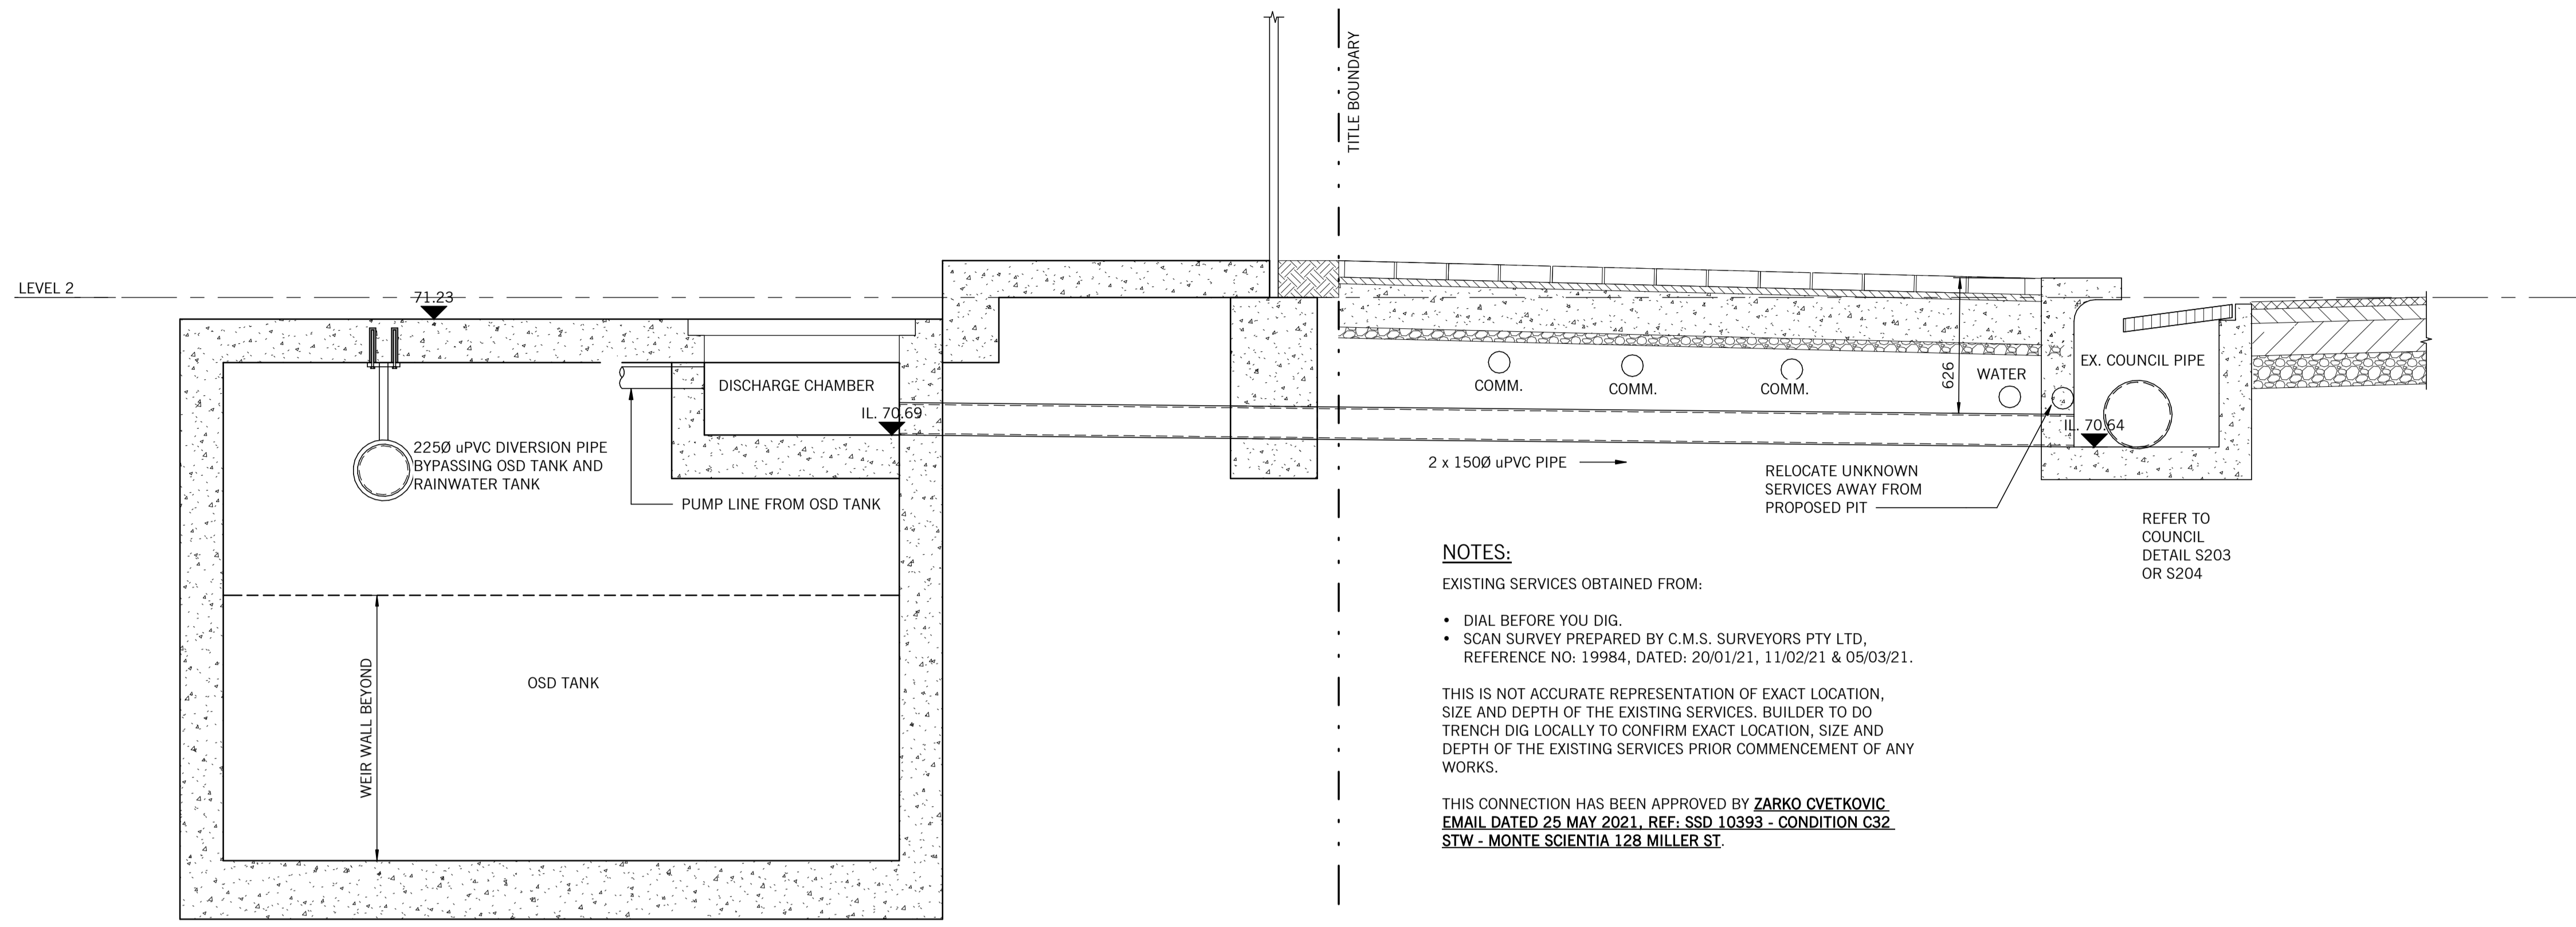 TITLE BOUNDARY
LEVEL 2
71.23
DISCHARGE CHAMBER
IL. 70.69
225Ø uPVC DIVERSION PIPE
BYPASSING OSD TANK AND
RAINWATER TANK
PUMP LINE FROM OSD TANK
WEIR WALL BEYOND
OSD TANK
COMM.
COMM.
COMM.
WATER
626
EX. COUNCIL PIPE
IL. 70.64
2 x 150Ø uPVC PIPE
RELOCATE UNKNOWN
SERVICES AWAY FROM
PROPOSED PIT
REFER TO
COUNCIL
DETAIL S203
OR S204
NOTES:
EXISTING SERVICES OBTAINED FROM:
• DIAL BEFORE YOU DIG.
• SCAN SURVEY PREPARED BY C.M.S. SURVEYORS PTY LTD,
REFERENCE NO: 19984, DATED: 20/01/21, 11/02/21 & 05/03/21.
THIS IS NOT ACCURATE REPRESENTATION OF EXACT LOCATION,
SIZE AND DEPTH OF THE EXISTING SERVICES. BUILDER TO DO
TRENCH DIG LOCALLY TO CONFIRM EXACT LOCATION, SIZE AND
DEPTH OF THE EXISTING SERVICES PRIOR COMMENCEMENT OF ANY
WORKS.
THIS CONNECTION HAS BEEN APPROVED BY ZARKO CVETKOVIC
EMAIL DATED 25 MAY 2021, REF: SSD 10393 - CONDITION C32
STW - MONTE SCIENTIA 128 MILLER ST.